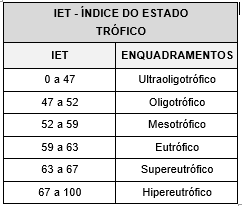 IET - ÍNDICE DO ESTADO
TRÓFICO
IET ENQUADRAMENTOS
0 a 47 Ultraoligotrófico
47 a 52 Oligotrófico
52 a 59 Mesotrófico
59 a 63 Eutrófico
63 a 67 Supereutrófico
67 a 100 Hipereutrófico